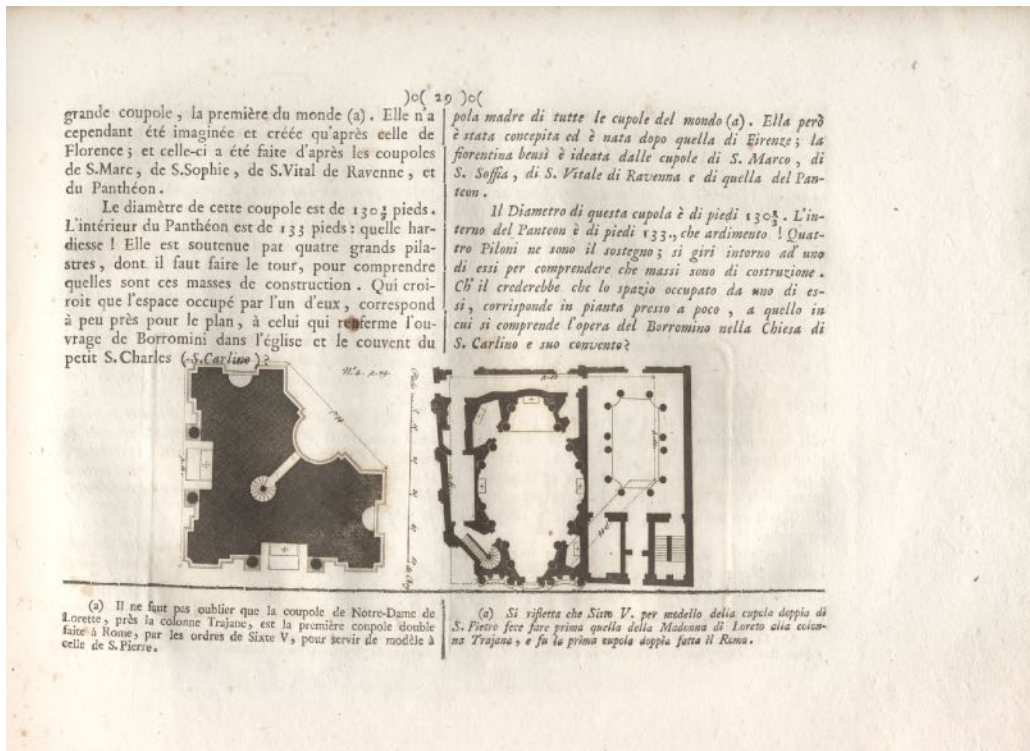 )o( 29 )o(
grande coupole, la première du monde (a). Elle n'a
cependant été imaginée et créée qu'après celle de
Florence; et celle-ci a été faite d'après les coupoles
de S.Marc, de S.Sophie, de S.Vital de Ravenne, et
du Panthéon.
Le diamètre de cette coupole est de 130 pieds.
L'intérieur du Panthéon est de 133 pieds: quelle har-
diesse ! Elle est soutenue par quatre grands pila-
stres, dont il faut faire le tour, pour comprendre
quelles sont ces masses de construction. Qui croi-
roit que l'espace occupé par l'un d'eux, correspond
à peu près pour le plan, à celui qui renferme l'ou-
vrage de Borromini dans l'église et le couvent du
petit S.Charles (S.Carlino)?
pola madre di tutte le cupole del mondo (a). Ella però
è stata concepita ed è nata dopo quella di Firenze; la
fiorentina bensì è ideata dalle cupole di S. Marco, di
S. Soffia, di S. Vitale di Ravenna e di quella del Pan-
teon.
Il Diametro di questa cupola è di piedi 130. L'in-
terno del Panteon è di piedi 133., che ardimento ! Quat-
tro Piloni ne sono il sostegno; si giri intorno ad uno
di essi per comprendere che massi sono di costruzione.
Ch' il crederebbe che lo spazio occupato da uno di es-
si, corrisponde in pianta presso a poco, a quello in
cui si comprende l'opera del Borromino nella Chiesa di
S. Carlino e suo convento?
(a) Il ne faut pas oublier que la coupole de Notre-Dame de
Lorette, près la colonne Trajane, est la première coupole double
faite à Rome, par les ordres de Sixte V, pour servir de modèle à
celle de S.Pierre.
(a) Si rifletta che Sisto V. per modello della cupola doppia di
S. Pietro fece fare prima quella della Madonna di Loreto alla colon-
na Trajana, e fu la prima cupola doppia fatta il Roma.